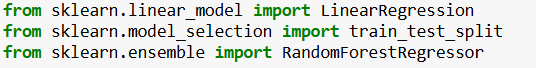 from sklearn.linear_model import LinearRegression
from sklearn.model_selection import train_test_split
from sklearn.ensemble import RandomForestRegressor